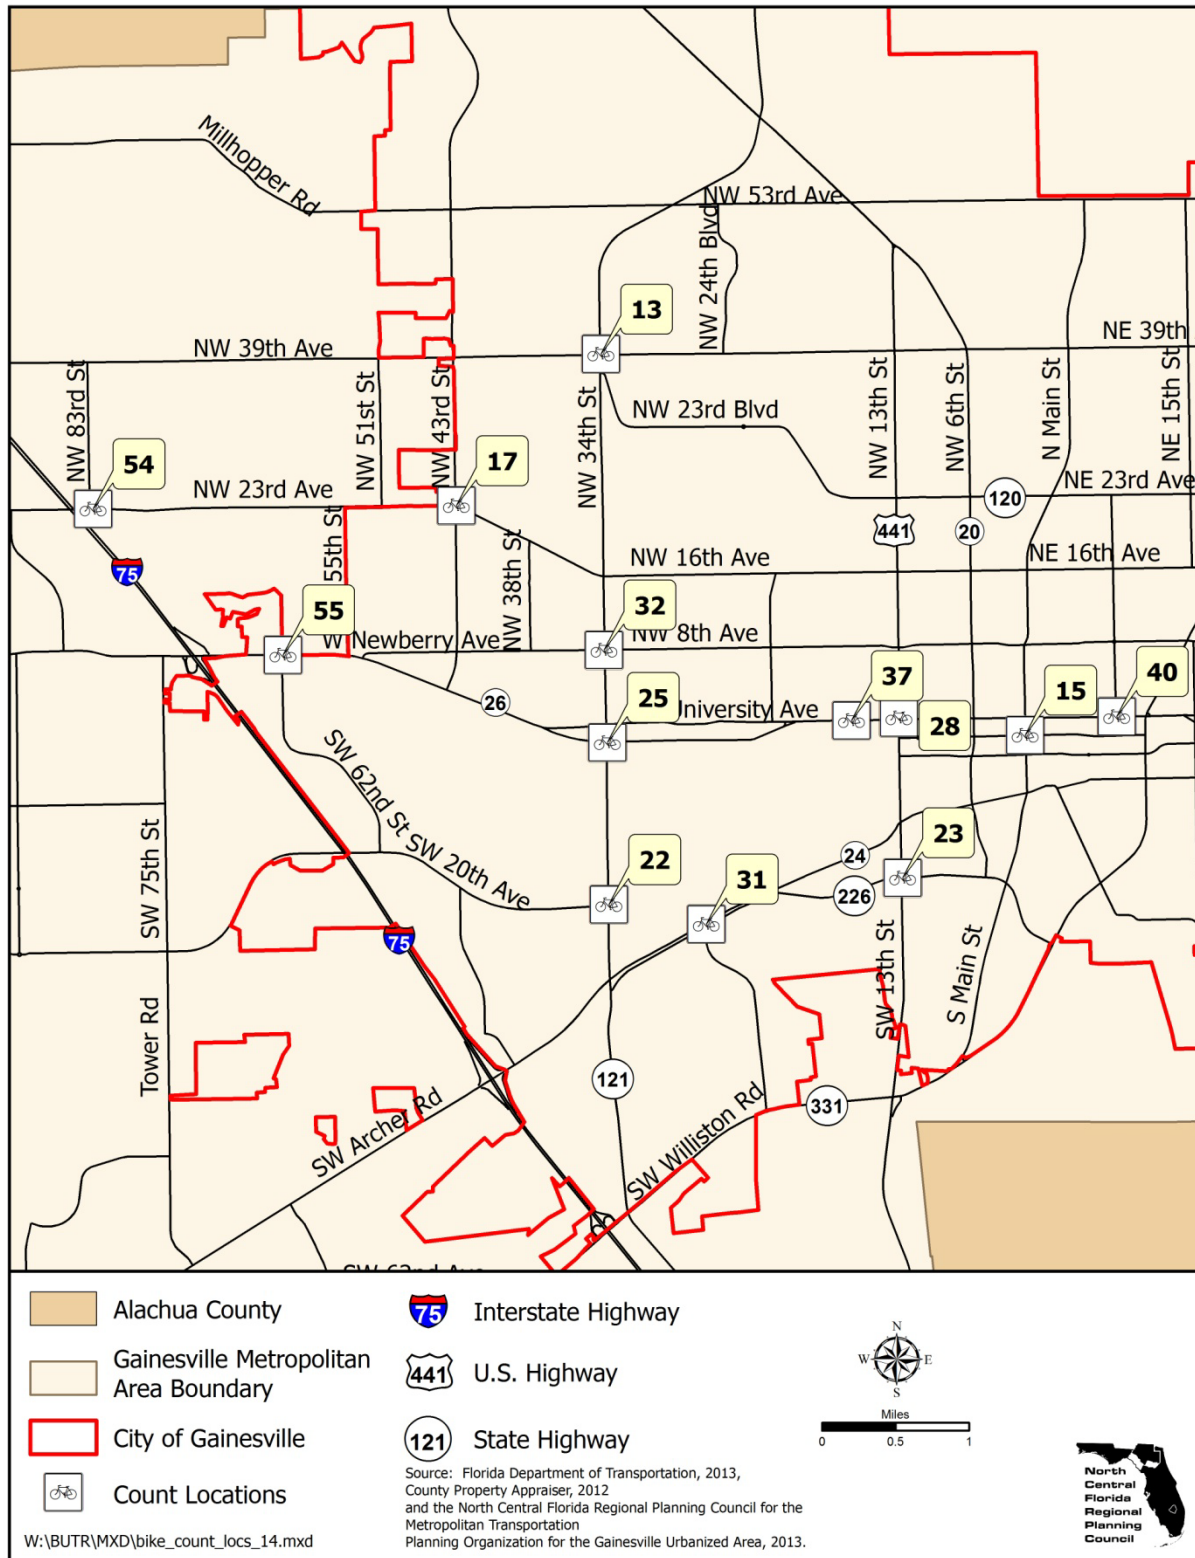 Millhopper Rd
NW 53rd Ave
NW 24th Blvd
13
NW 39th Ave
NE 39th
NW 83rd St
NW 51st St
NW 43rd St
NW 34th St
NW 23rd Blvd
NW 13th St
NW 6th St
N Main St
NE 15th St
54
17
NW 23rd Ave
NE 23rd Ave
120
441
20
55th St
NW 38th St
75
NW 16th Ave
NE 16th Ave
55
32
W Newberry Ave
NW 8th Ave
26
25
University Ave
37
28
15
40
SW 62nd St
SW 75th St
SW 20th Ave
22
31
24
23
226
75
SW 13th St
S Main St
Tower Rd
121
331
SW Archer Rd
SW Williston Rd
SW 62nd Ave
Alachua County
Gainesville Metropolitan
Area Boundary
City of Gainesville
Count Locations
75
Interstate Highway
441
U.S. Highway
121
State Highway
N
W E
S
Miles
0 0.5 1
Source: Florida Department of Transportation, 2013,
County Property Appraiser, 2012
and the North Central Florida Regional Planning Council for the
Metropolitan Transportation
Planning Organization for the Gainesville Urbanized Area, 2013.
W:\BUTR\MXD\bike_count_locs_14.mxd
North
Central
Florida
Regional
Planning
Council